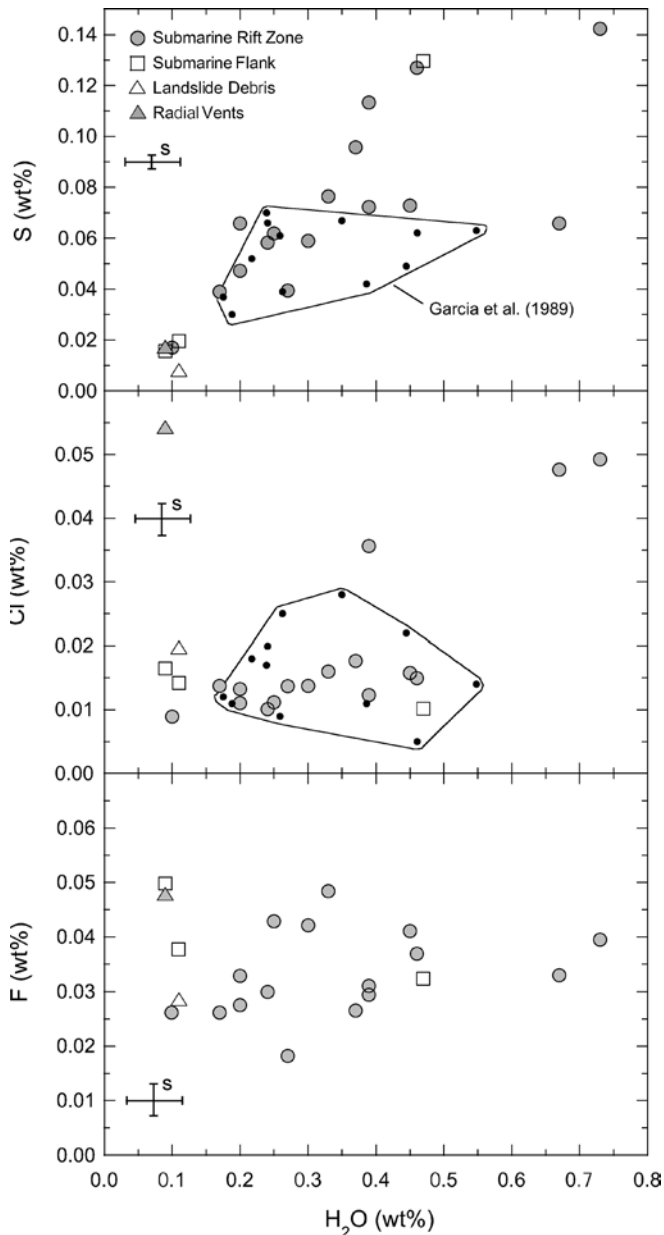 0.14
Submarine Rift Zone
Submarine Flank
0.12
Landslide Debris
Radial Vents
0.10
S
S (wt%)
0.08
0.06
0.04
Garcia et al. (1989)
0.02
0.00
0.05
S
0.04
Cl (wt%)
0.03
0.02
0.01
0.00
0.06
0.05
0.04
F (wt%)
0.03
0.02
S
0.01
0.00
0.0 0.1 0.2 0.3 0.4 0.5 0.6 0.7 0.8
H2O (wt%)